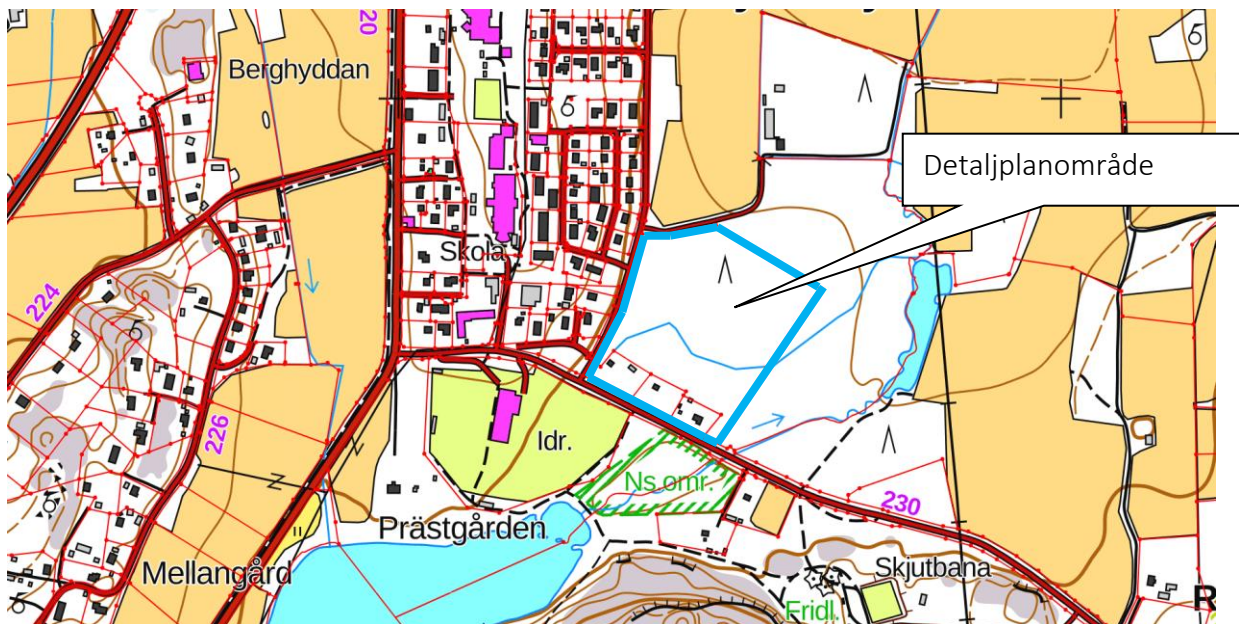 20
Berghyddan
Detaljplanområde
Skola
224
226
Idr.
Ns omr.
230
Prästgården
Mellangård
Skjutbana
Fridl.
R